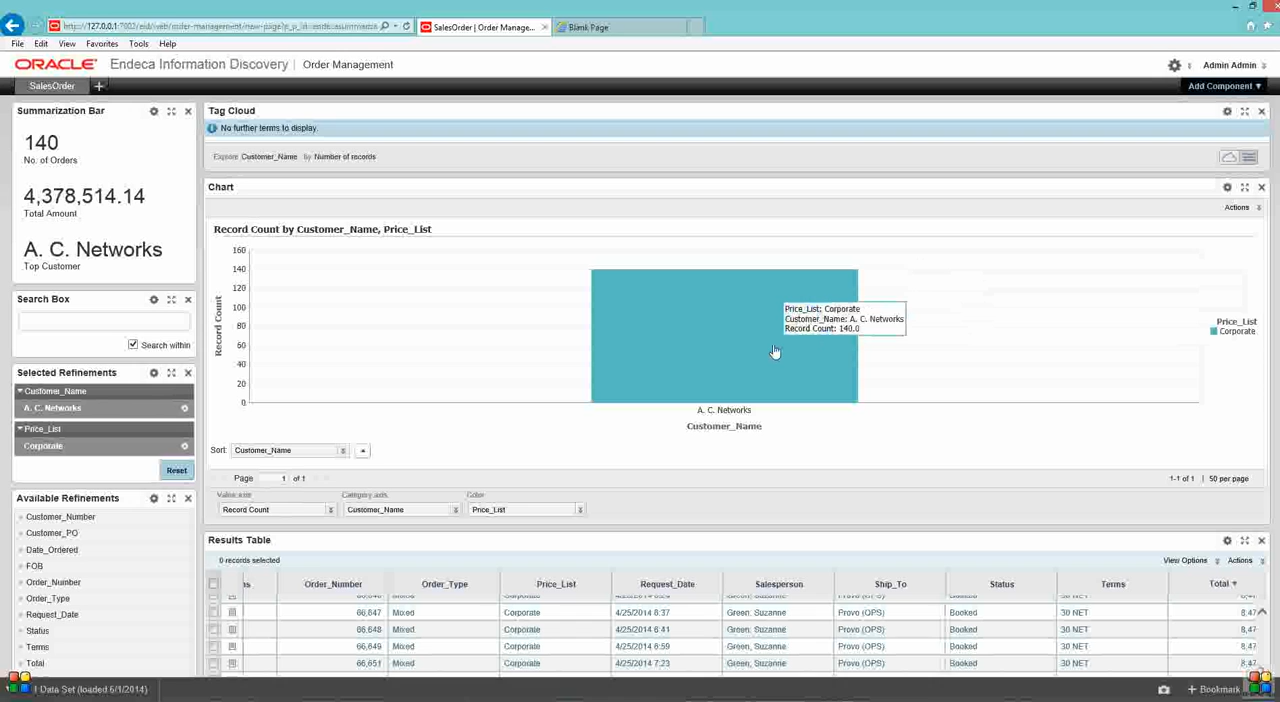 SalesOrder | Order Manage...
Blank Page
File Edit View Favorites Tools Help
ORACLE Endeca Information Discovery | Order Management
Admin Admin
SalesOrder +
Add Component
Summarization Bar
140
No. of Orders
4,378,514.14
Total Amount
A. C. Networks
Top Customer
Search Box
Search within
Selected Refinements
Customer_Name
A. C. Networks
Price_List
Corporate
Reset
Available Refinements
Customer_Number
Customer_PO
Date_Ordered
FOB
Order_Number
Order_Type
Request_Date
Status
Terms
Total
Tag Cloud
No further terms to display.
Explore Customer_Name by Number of records
Chart
Actions
Record Count by Customer_Name, Price_List
160
140
120
100
80
60
40
20
0
Record Count
Price_List: Corporate
Customer_Name: A. C. Networks
Record Count: 140.0
Price_List
Corporate
A. C. Networks
Customer_Name
Sort: Customer_Name
Page 1 of 1
1-1 of 1 | 50 per page
Value axis Category axis Color
Record Count Customer_Name Price_List
Results Table
0 records selected
View Options Actions
Order_Number Order_Type Price_List Request_Date Salesperson Ship_To Status Terms Total
66,647 Mixed Corporate 4/25/2014 6:37 Green, Suzanne Provo (OPS) Booked 30 NET 8,47
66,648 Mixed Corporate 4/25/2014 6:41 Green, Suzanne Provo (OPS) Booked 30 NET 8,47
66,649 Mixed Corporate 4/25/2014 6:59 Green, Suzanne Provo (OPS) Booked 30 NET 8,47
66,651 Mixed Corporate 4/25/2014 7:23 Green, Suzanne Provo (OPS) Booked 30 NET 8,47
1 Data Set (loaded 6/1/2014)
+ Bookmark